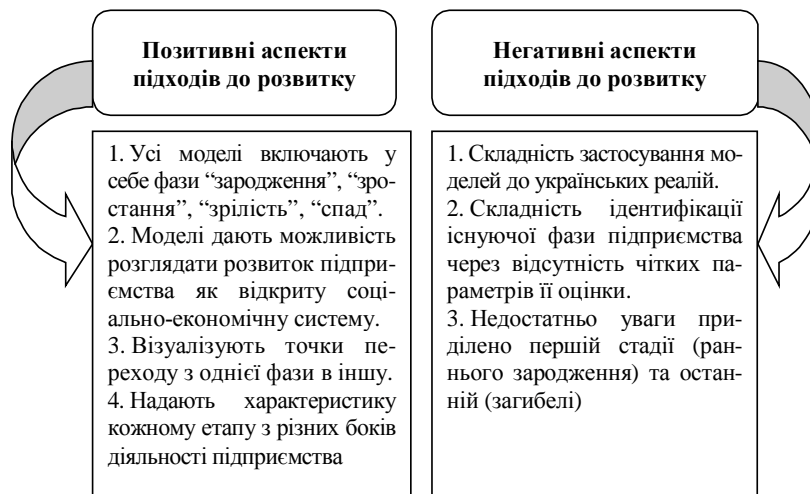 Позитивні аспекти
підходів до розвитку
1. Усі моделі включають у
себе фази “зародження”, “зро-
стання”, “зрілість”, “спад”.
2. Моделі дають можливість
розглядати розвиток підпри-
ємства як відкриту соці-
ально-економічну систему.
3. Візуалізують точки пе-
реходу з однієї фази в іншу.
4. Надають характеристику
кожному етапу з різних боків
діяльності підприємства
Негативні аспекти
підходів до розвитку
1. Складність застосування мо-
делей до українських реалій.
2. Складність ідентифікації
існуючої фази підприємства
через відсутність чітких па-
раметрів її оцінки.
3. Недостатньо уваги при-
ділено першій стадії (ран-
нього зародження) та остан-
ній (загибелі)